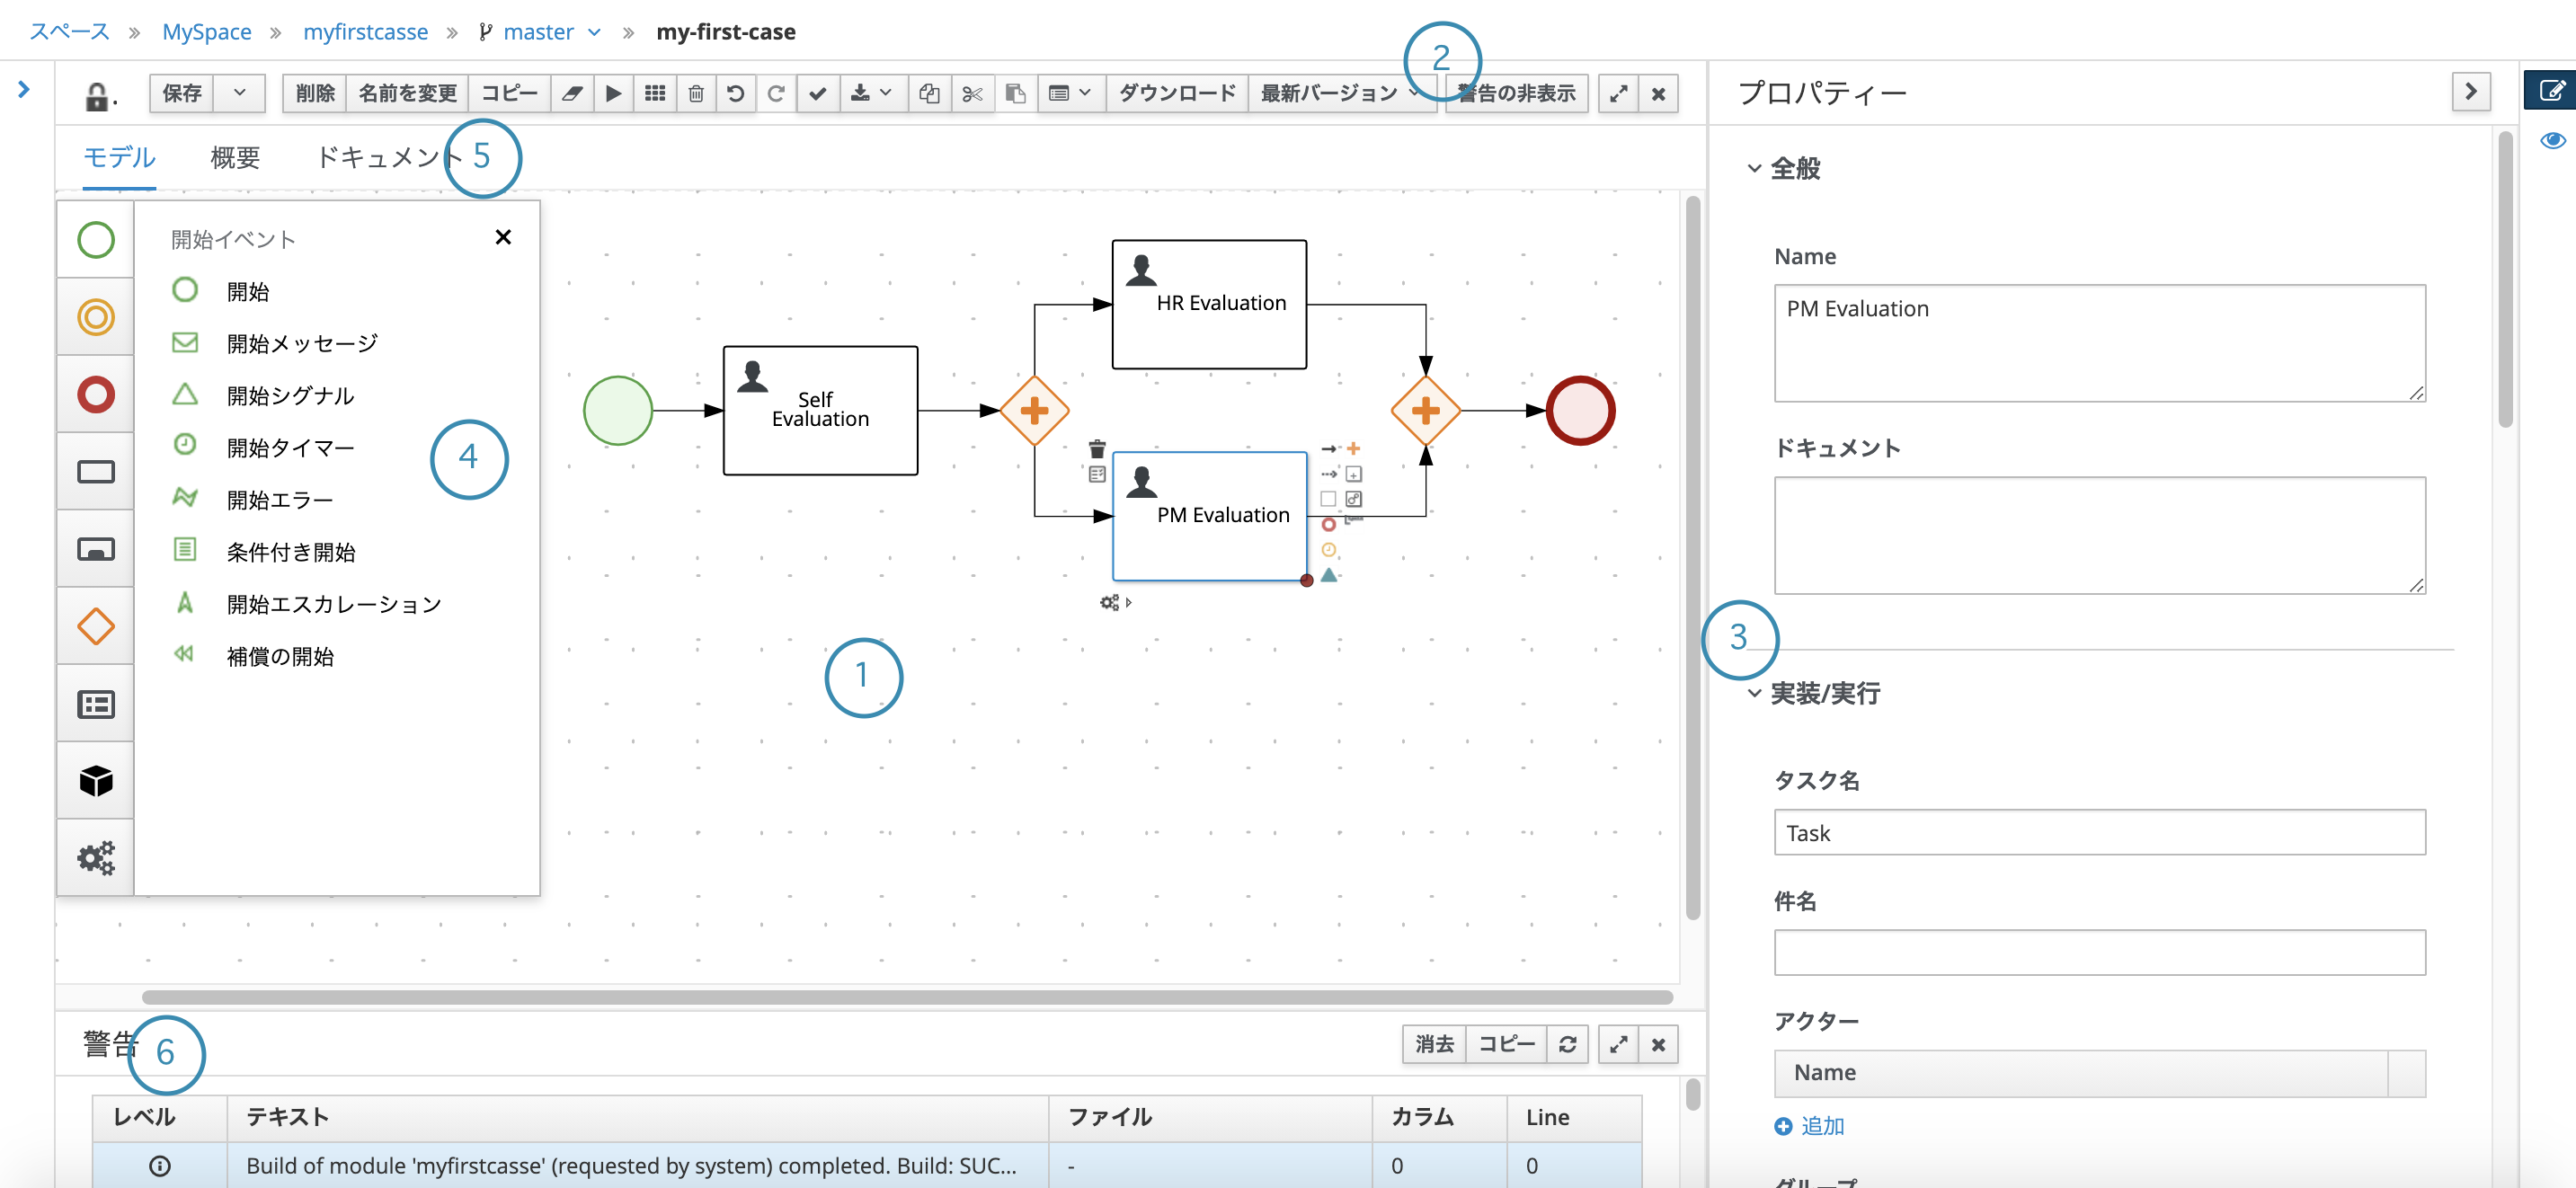 スペース » MySpace » myfirstcasse » master » my-first-case
保存 削除 名前を変更 コピー ダウンロード 最新バージョン 警告の非表示
2
モデル 概要 ドキュメント
5
開始イベント
開始
開始メッセージ
開始シグナル
開始タイマー
開始エラー
条件付き開始
開始エスカレーション
補償の開始
4
Self
Evaluation
HR Evaluation
PM Evaluation
1
プロパティー
全般
Name
PM Evaluation
ドキュメント
3
実装/実行
タスク名
Task
件名
アクター
Name
追加
グループ
警告
6
消去 コピー
レベル テキスト ファイル カラム Line
Build of module 'myfirstcasse' (requested by system) completed. Build: SUC... - 0 0